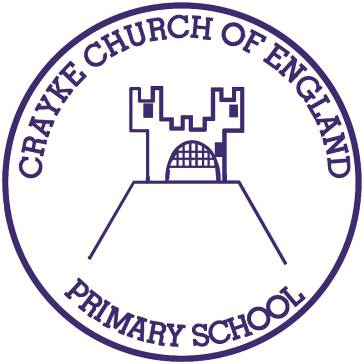 CRAYKE CHURCH OF ENGLAND
PRIMARY SCHOOL